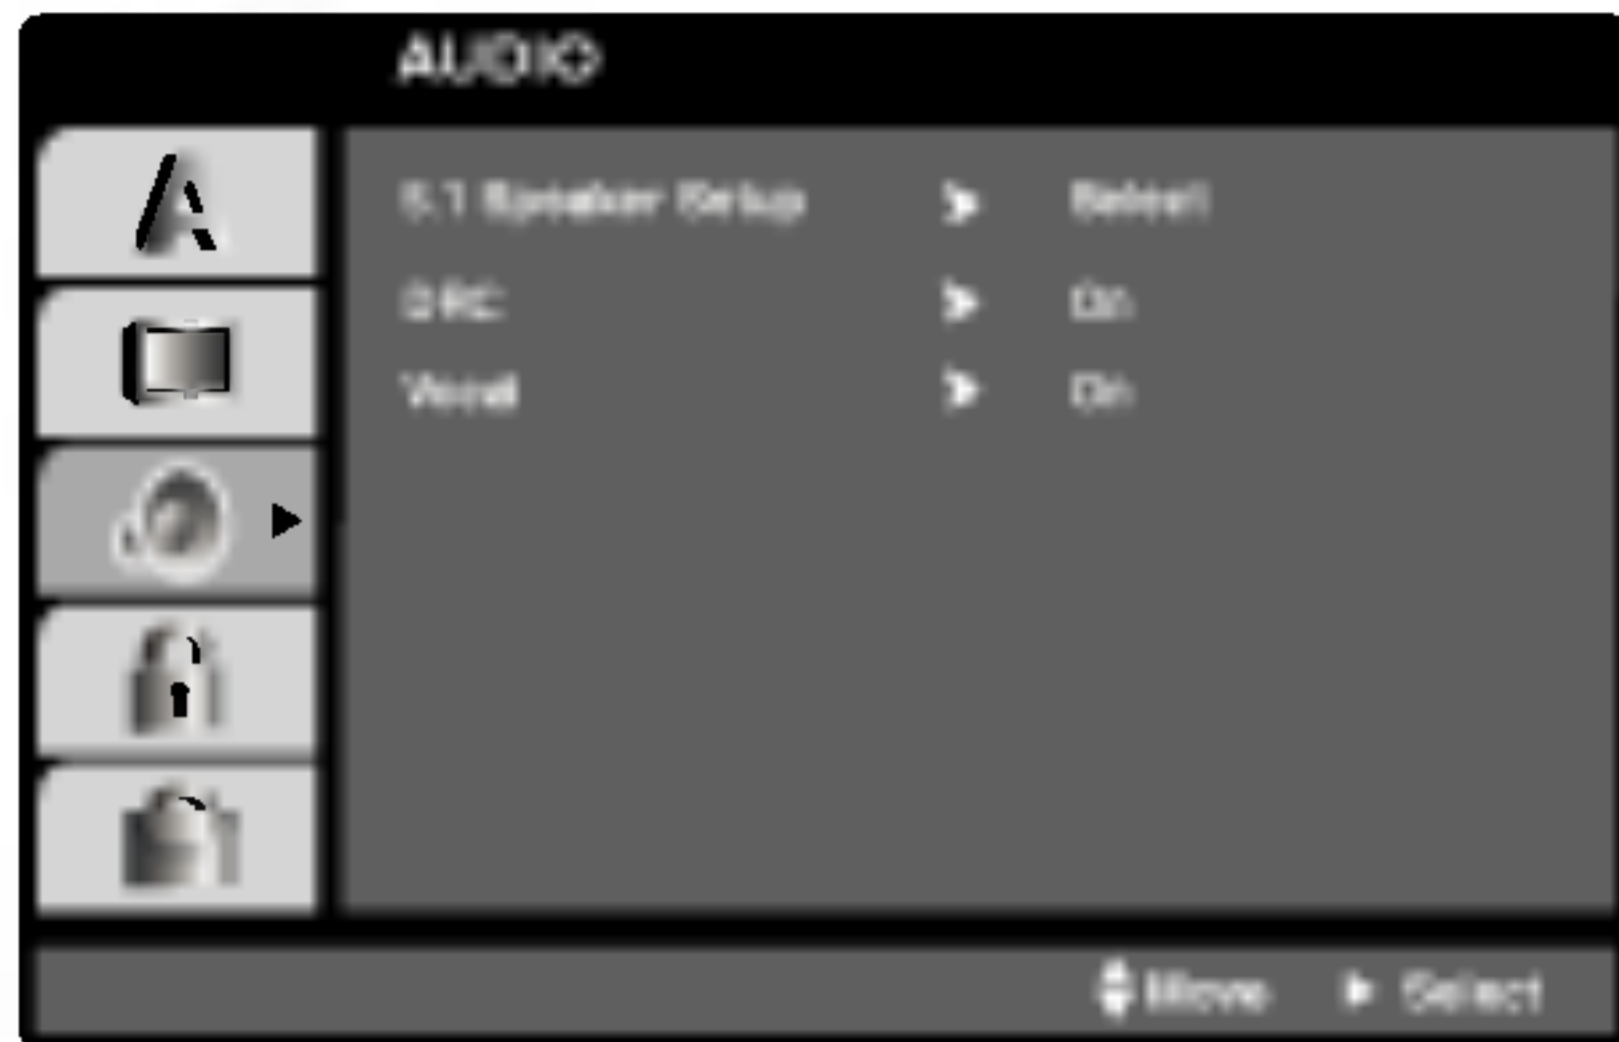 AUDIO
A
5.1 Speaker Setup Select
DRC On
Vocal On
Move Select